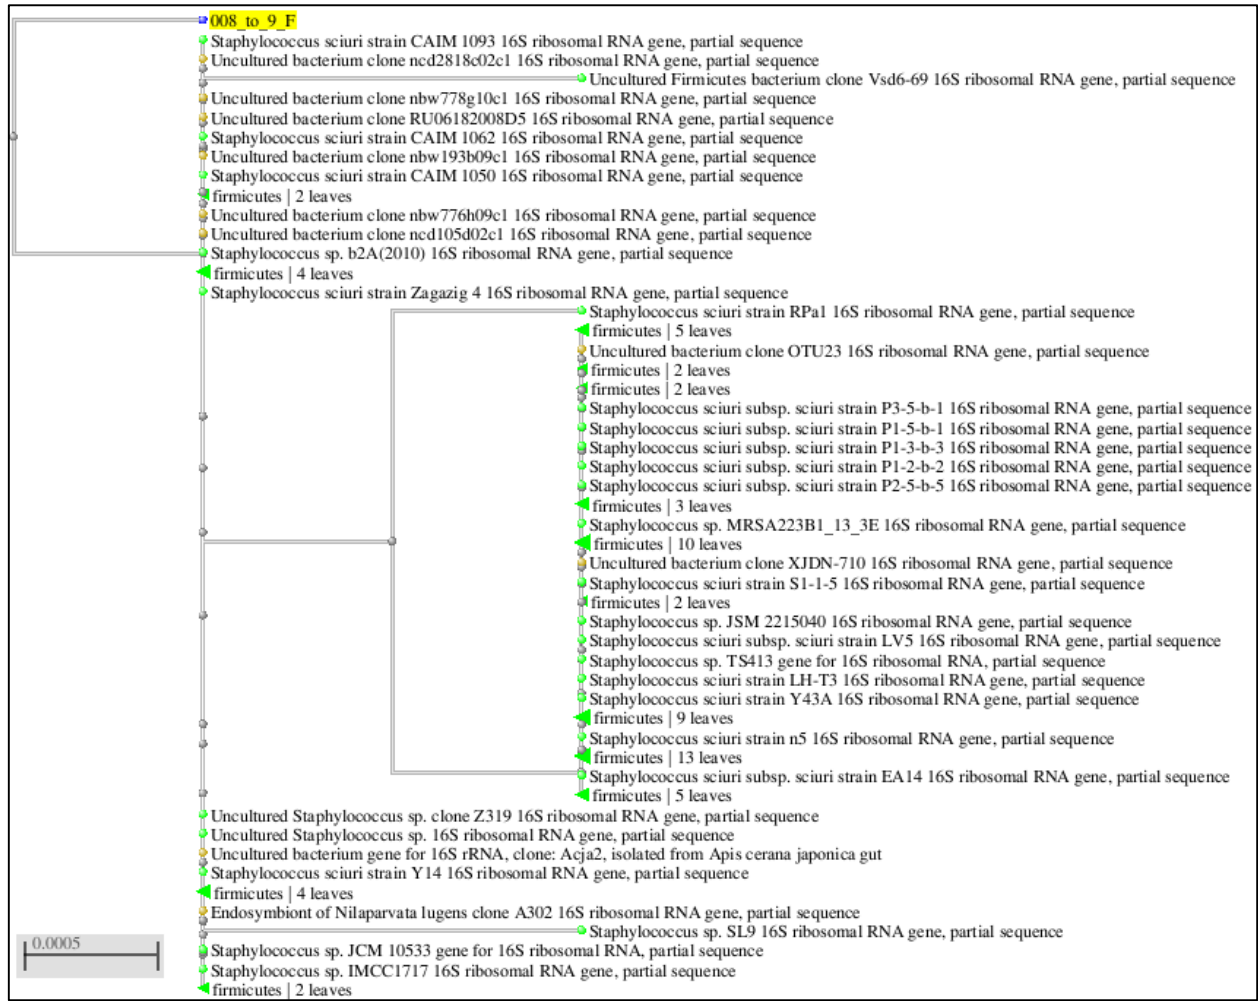 008_to_9_F
Staphylococcus sciuri strain CAIM 1093 16S ribosomal RNA gene, partial sequence
Uncultured bacterium clone ncd2818c02c1 16S ribosomal RNA gene, partial sequence
Uncultured Firmicutes bacterium clone Vsd6-69 16S ribosomal RNA gene, partial sequence
Uncultured bacterium clone nbw778g10c1 16S ribosomal RNA gene, partial sequence
Uncultured bacterium clone RU06182008D5 16S ribosomal RNA gene, partial sequence
Staphylococcus sciuri strain CAIM 1062 16S ribosomal RNA gene, partial sequence
Uncultured bacterium clone nbw193b09c1 16S ribosomal RNA gene, partial sequence
Staphylococcus sciuri strain CAIM 1050 16S ribosomal RNA gene, partial sequence
firmicutes | 2 leaves
Uncultured bacterium clone nbw776h09c1 16S ribosomal RNA gene, partial sequence
Uncultured bacterium clone ncd105d02c1 16S ribosomal RNA gene, partial sequence
Staphylococcus sp. b2A(2010) 16S ribosomal RNA gene, partial sequence
firmicutes | 4 leaves
Staphylococcus sciuri strain Zagazig 4 16S ribosomal RNA gene, partial sequence
Staphylococcus sciuri strain RPa1 16S ribosomal RNA gene, partial sequence
firmicutes | 5 leaves
Uncultured bacterium clone OTU23 16S ribosomal RNA gene, partial sequence
firmicutes | 2 leaves
firmicutes | 2 leaves
Staphylococcus sciuri subsp. sciuri strain P3-5-b-1 16S ribosomal RNA gene, partial sequence
Staphylococcus sciuri subsp. sciuri strain P1-5-b-1 16S ribosomal RNA gene, partial sequence
Staphylococcus sciuri subsp. sciuri strain P1-3-b-3 16S ribosomal RNA gene, partial sequence
Staphylococcus sciuri subsp. sciuri strain P1-2-b-2 16S ribosomal RNA gene, partial sequence
Staphylococcus sciuri subsp. sciuri strain P2-5-b-5 16S ribosomal RNA gene, partial sequence
firmicutes | 3 leaves
Staphylococcus sp. MRSA223B1_13_3E 16S ribosomal RNA gene, partial sequence
firmicutes | 10 leaves
Uncultured bacterium clone XJDN-710 16S ribosomal RNA gene, partial sequence
Staphylococcus sciuri strain S1-1-5 16S ribosomal RNA gene, partial sequence
firmicutes | 2 leaves
Staphylococcus sp. JSM 2215040 16S ribosomal RNA gene, partial sequence
Staphylococcus sciuri subsp. sciuri strain LV5 16S ribosomal RNA gene, partial sequence
Staphylococcus sp. TS413 gene for 16S ribosomal RNA, partial sequence
Staphylococcus sciuri strain LH-T3 16S ribosomal RNA gene, partial sequence
Staphylococcus sciuri strain Y43A 16S ribosomal RNA gene, partial sequence
firmicutes | 9 leaves
Staphylococcus sciuri strain n5 16S ribosomal RNA gene, partial sequence
firmicutes | 13 leaves
Staphylococcus sciuri subsp. sciuri strain EA14 16S ribosomal RNA gene, partial sequence
firmicutes | 5 leaves
Uncultured Staphylococcus sp. clone Z319 16S ribosomal RNA gene, partial sequence
Uncultured Staphylococcus sp. 16S ribosomal RNA gene, partial sequence
Uncultured bacterium gene for 16S rRNA, clone: Acja2, isolated from Apis cerana japonica gut
Staphylococcus sciuri strain Y14 16S ribosomal RNA gene, partial sequence
firmicutes | 4 leaves
Endosymbiont of Nilaparvata lugens clone A302 16S ribosomal RNA gene, partial sequence
Staphylococcus sp. SL9 16S ribosomal RNA gene, partial sequence
0.0005
Staphylococcus sp. JCM 10533 gene for 16S ribosomal RNA, partial sequence
Staphylococcus sp. IMCC1717 16S ribosomal RNA gene, partial sequence
firmicutes | 2 leaves